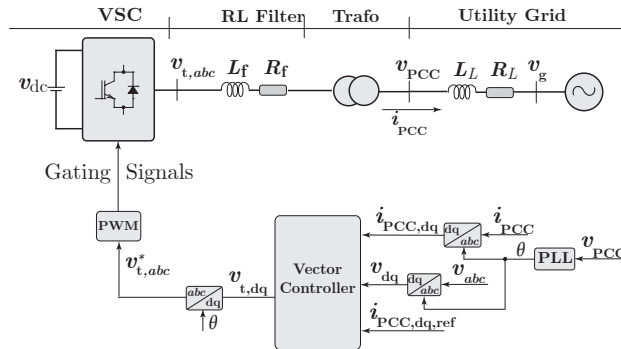 VSC RL Filter Trafo Utility Grid
v_t,abc v_PCC v_g
L_f R_f L_L R_L
v_dc
i_PCC
Gating Signals
PWM
v*_t,abc
i_PCC,dq dq abc i_PCC
θ PLL v_PCC
v_t,dq Vector Controller v_dq dq abc v_abc
abc dq
θ
i_PCC,dq,ref